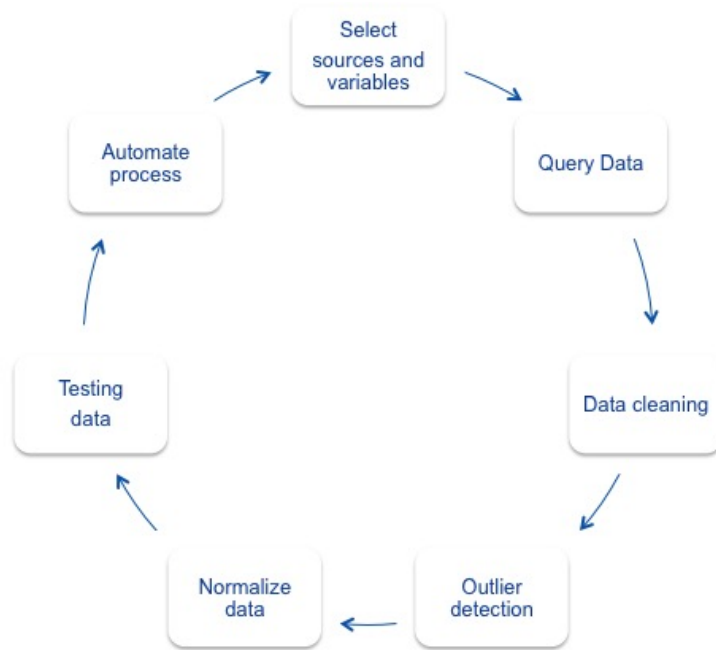 Select
sources and
variables
Query Data
Data cleaning
Outlier
detection
Normalize
data
Testing
data
Automate
process